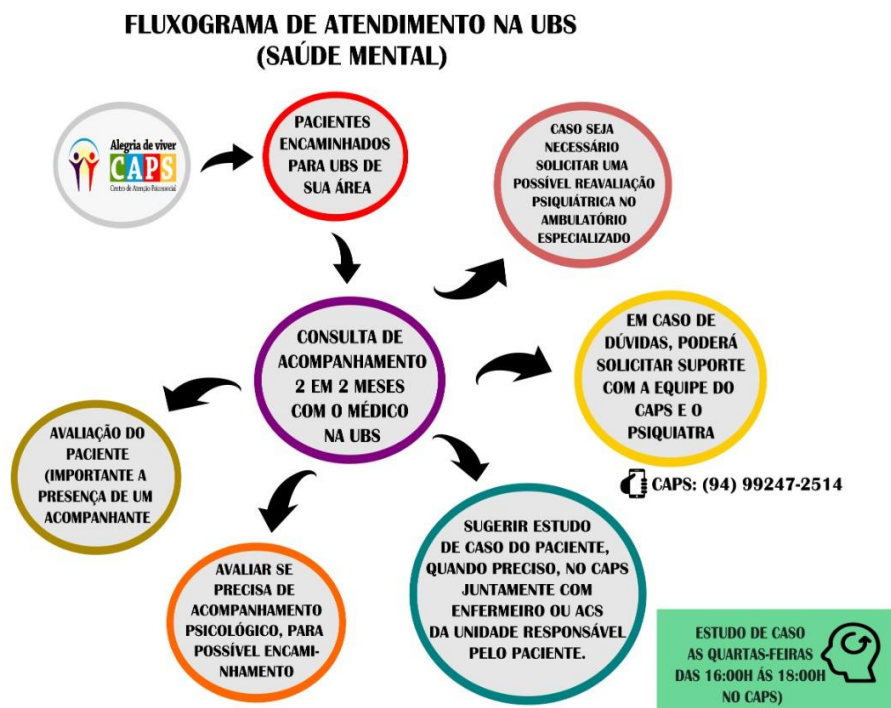 FLUXOGRAMA DE ATENDIMENTO NA UBS
(SAÚDE MENTAL)
Alegria de viver
CAPS
Centro de Atenção Psicossocial
PACIENTES
ENCAMINHADOS
PARA UBS DE
SUA ÁREA
CASO SEJA
NECESSÁRIO
SOLICITAR UMA
POSSÍVEL REAVALIAÇÃO
PSIQUIÁTRICA NO
AMBULATÓRIO
ESPECIALIZADO
CONSULTA DE
ACOMPANHAMENTO
2 EM 2 MESES
COM O MÉDICO
NA UBS
EM CASO DE
DÚVIDAS, PODERÁ
SOLICITAR SUPORTE
COM A EQUIPE DO
CAPS E O
PSIQUIATRA
CAPS: (94) 99247-2514
AVALIAÇÃO DO
PACIENTE
(IMPORTANTE A
PRESENÇA DE UM
ACOMPANHANTE
AVALIAR SE
PRECISA DE
ACOMPANHAMENTO
PSICOLÓGICO, PARA
POSSÍVEL ENCAMI-
NHAMENTO
SUGERIR ESTUDO
DE CASO DO PACIENTE,
QUANDO PRECISO, NO CAPS
JUNTAMENTE COM
ENFERMEIRO OU ACS
DA UNIDADE RESPONSÁVEL
PELO PACIENTE.
ESTUDO DE CASO
AS QUARTAS-FEIRAS
DAS 16:00H ÁS 18:00H
NO CAPS)